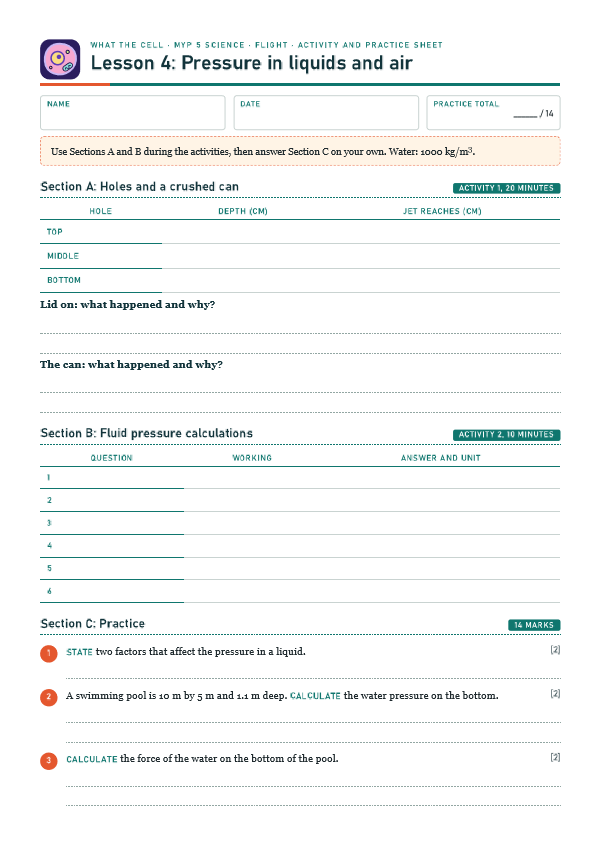 WHAT THE CELL · MYP 5 SCIENCE · FLIGHT · ACTIVITY AND PRACTICE SHEET
Lesson 4: Pressure in liquids and air
NAME
DATE
PRACTICE TOTAL
_____ / 14
Use Sections A and B during the activities, then answer Section C on your own. Water: 1000 kg/m³.
Section A: Holes and a crushed can
ACTIVITY 1, 20 MINUTES
HOLE DEPTH (CM) JET REACHES (CM)
TOP
MIDDLE
BOTTOM
Lid on: what happened and why?
The can: what happened and why?
Section B: Fluid pressure calculations
ACTIVITY 2, 10 MINUTES
QUESTION WORKING ANSWER AND UNIT
1
2
3
4
5
6
Section C: Practice
14 MARKS
1 STATE two factors that affect the pressure in a liquid. [2]
2 A swimming pool is 10 m by 5 m and 1.1 m deep. CALCULATE the water pressure on the bottom. [2]
3 CALCULATE the force of the water on the bottom of the pool. [2]